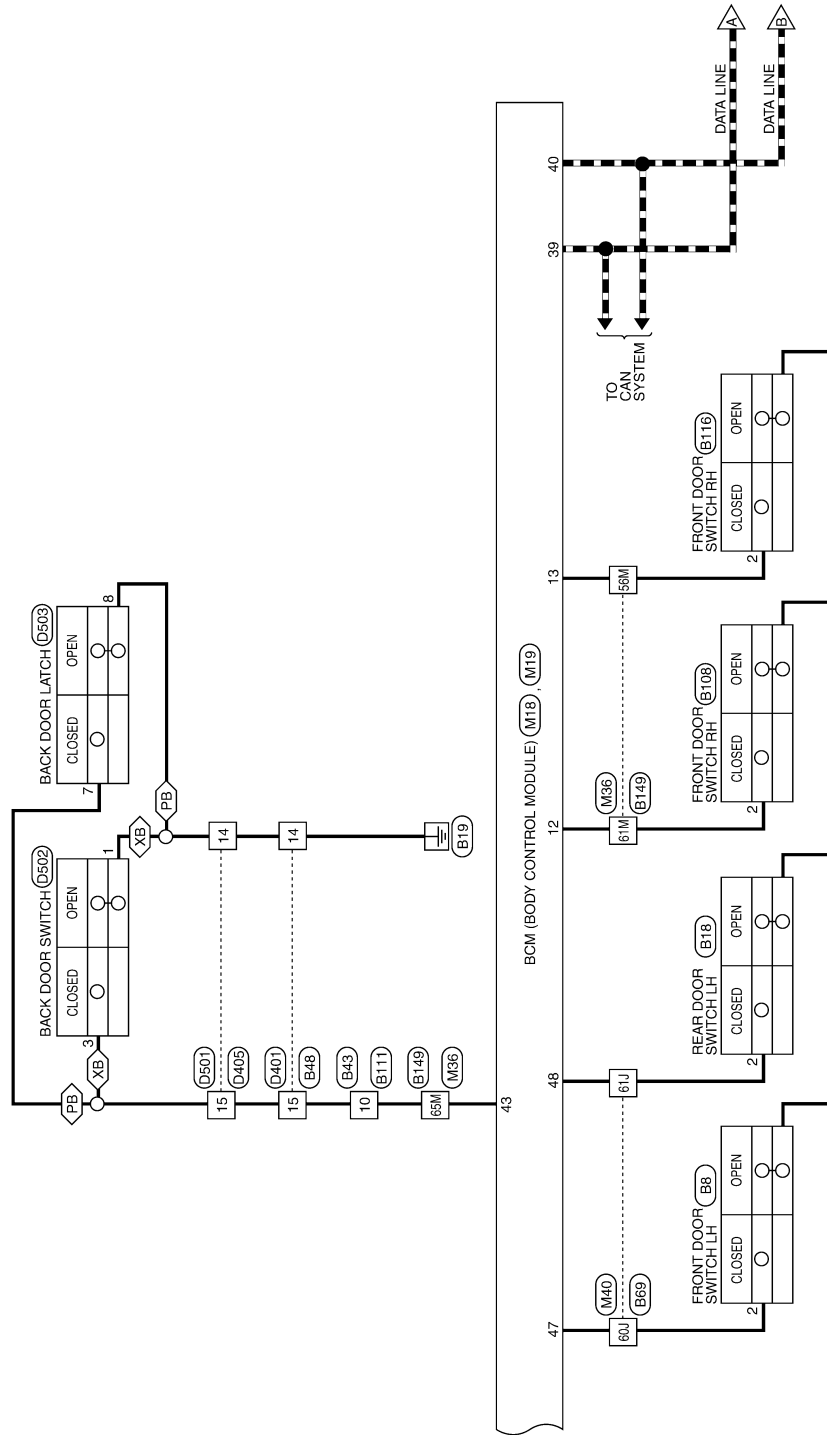 BACK DOOR LATCH D503
CLOSED OPEN
7 8
BACK DOOR SWITCH D502
CLOSED OPEN
3 1
PB XB XB PB
15 D501 D405 14
15 D401 B48 14
10 B43 B111
65M B149 M36
B19
43
BCM (BODY CONTROL MODULE) M18 , M19
47 48 12 13 39 40
60J M40 B69 61J
61M M36 B149 56M
TO
CAN
SYSTEM
DATA LINE A
DATA LINE B
FRONT DOOR
SWITCH LH B8
CLOSED OPEN
2
REAR DOOR
SWITCH LH B18
CLOSED OPEN
2
FRONT DOOR
SWITCH RH B108
CLOSED OPEN
2
FRONT DOOR
SWITCH RH B116
CLOSED OPEN
2